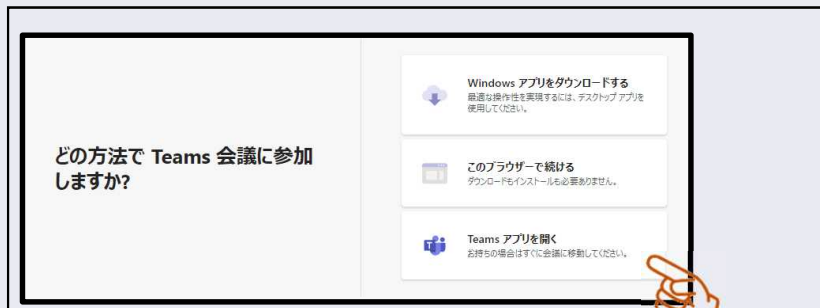 どの方法で Teams 会議に参加
しますか?
Windows アプリをダウンロードする
最適な操作性を実現するには、デスクトップ アプリを
使用してください。
このブラウザーで続ける
ダウンロードもインストールも必要ありません。
Teams アプリを開く
お持ちの場合はすぐに会議に移動してください。